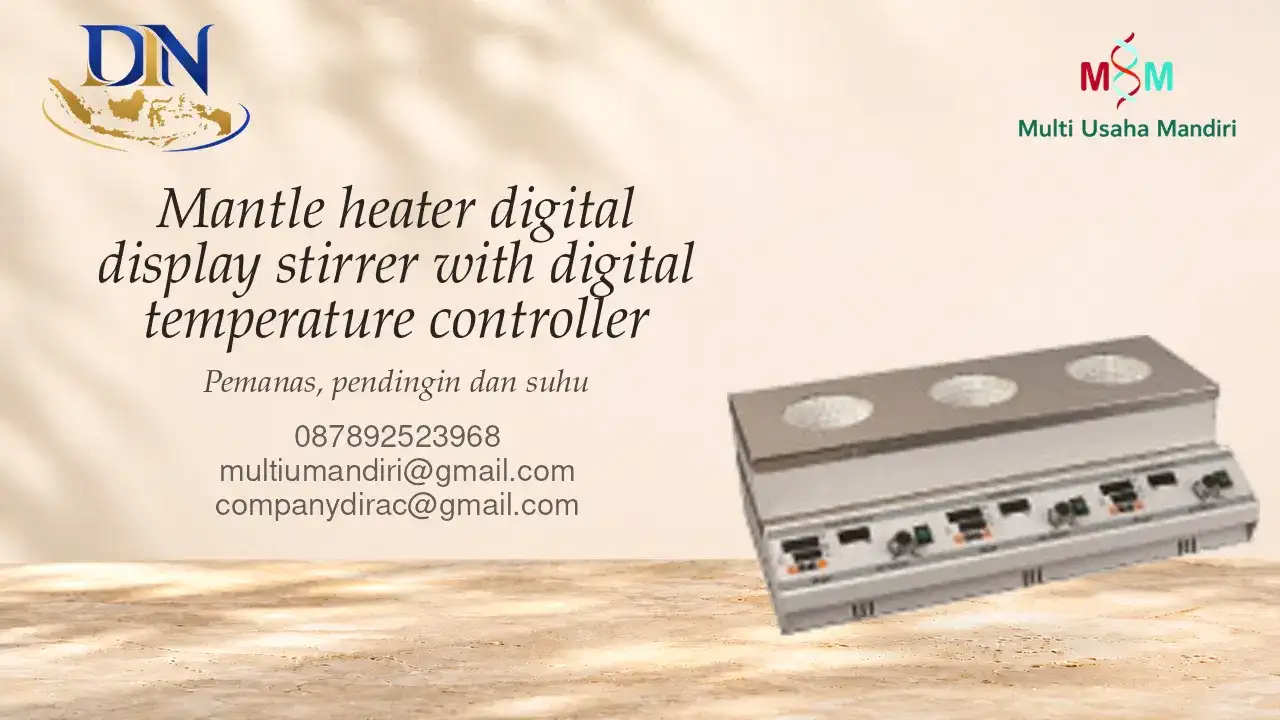 DIN
MSM
Multi Usaha Mandiri
Mantle heater digital
display stirrer with digital
temperature controller
Pemanas, pendingin dan suhu
087892523968
multiumandiri@gmail.com
companydirac@gmail.com